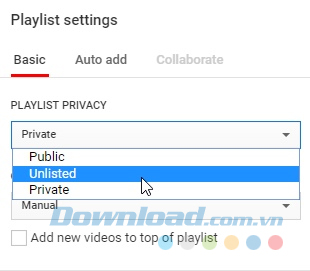 Playlist settings
Basic Auto add Collaborate
PLAYLIST PRIVACY
Private
Public
Unlisted
Private
Manual
Download.com.vn
Add new videos to top of playlist